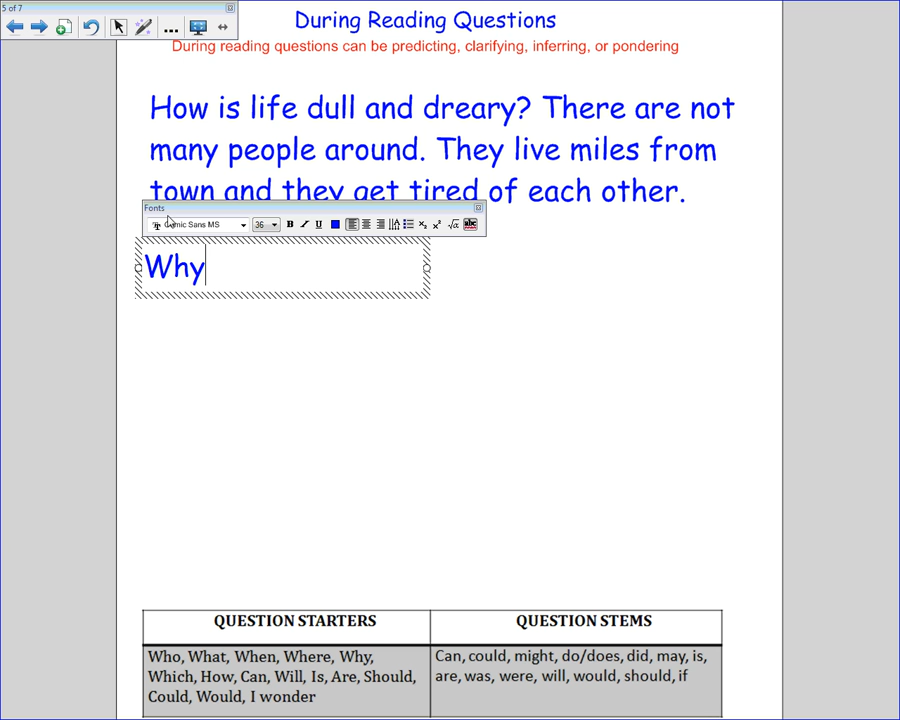 5 of 7
During Reading Questions
During reading questions can be predicting, clarifying, inferring, or pondering
How is life dull and dreary? There are not
many people around. They live miles from
town and they get tired of each other.
Fonts
Comic Sans MS 36 B I U abc
Why
QUESTION STARTERS
Who, What, When, Where, Why,
Which, How, Can, Will, Is, Are, Should,
Could, Would, I wonder
QUESTION STEMS
Can, could, might, do/does, did, may, is,
are, was, were, will, would, should, if